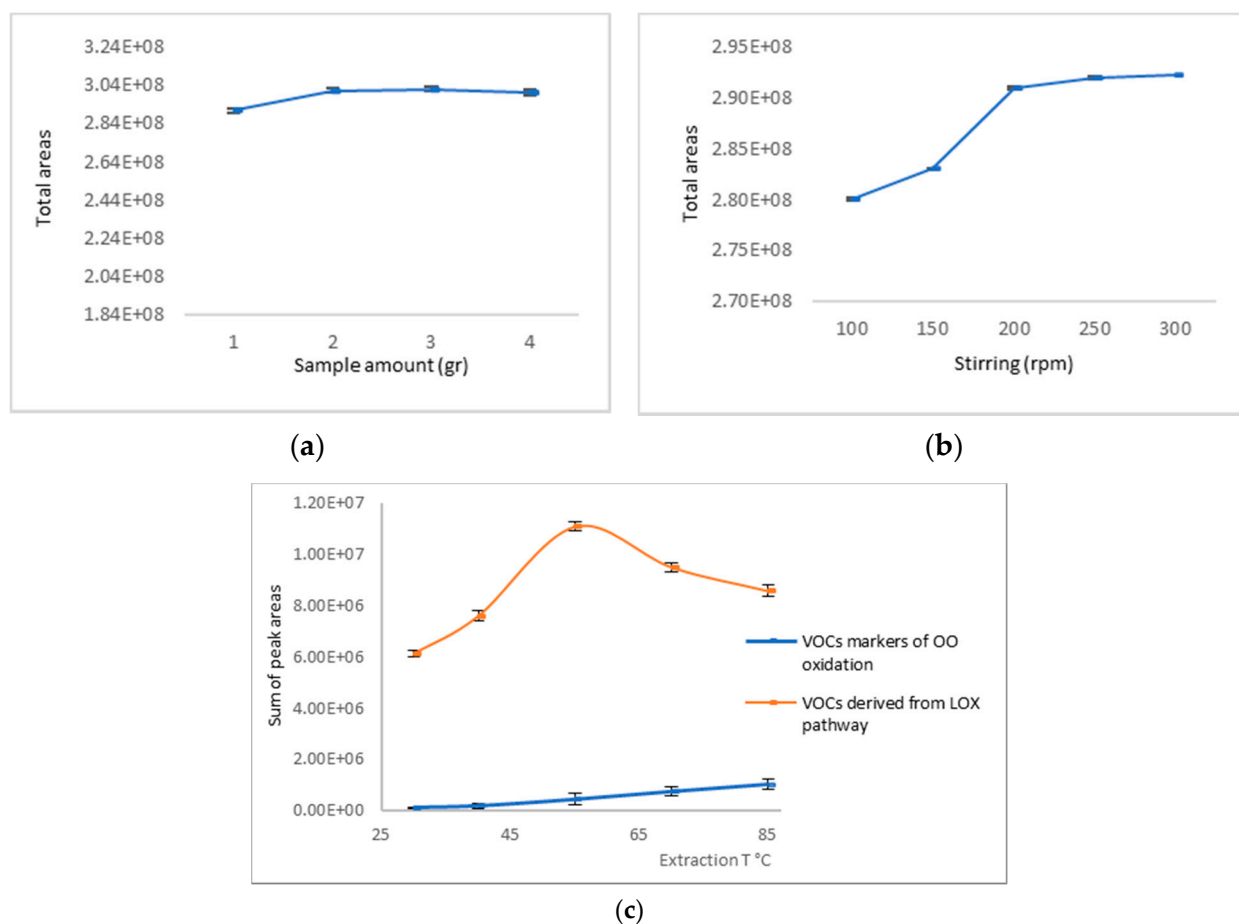 3.24E+08
3.04E+08
2.84E+08
2.64E+08
2.44E+08
2.24E+08
2.04E+08
1.84E+08
Total areas
1 2 3 4
Sample amount (gr)
(a)
2.95E+08
2.90E+08
2.85E+08
2.80E+08
2.75E+08
2.70E+08
Total areas
100 150 200 250 300
Stirring (rpm)
(b)
1.20E+07
1.00E+07
8.00E+06
6.00E+06
4.00E+06
2.00E+06
0.00E+00
Sum of peak areas
25 45 65 85
Extraction T °C
VOCs markers of OO
oxidation
VOCs derived from LOX
pathway
(c)